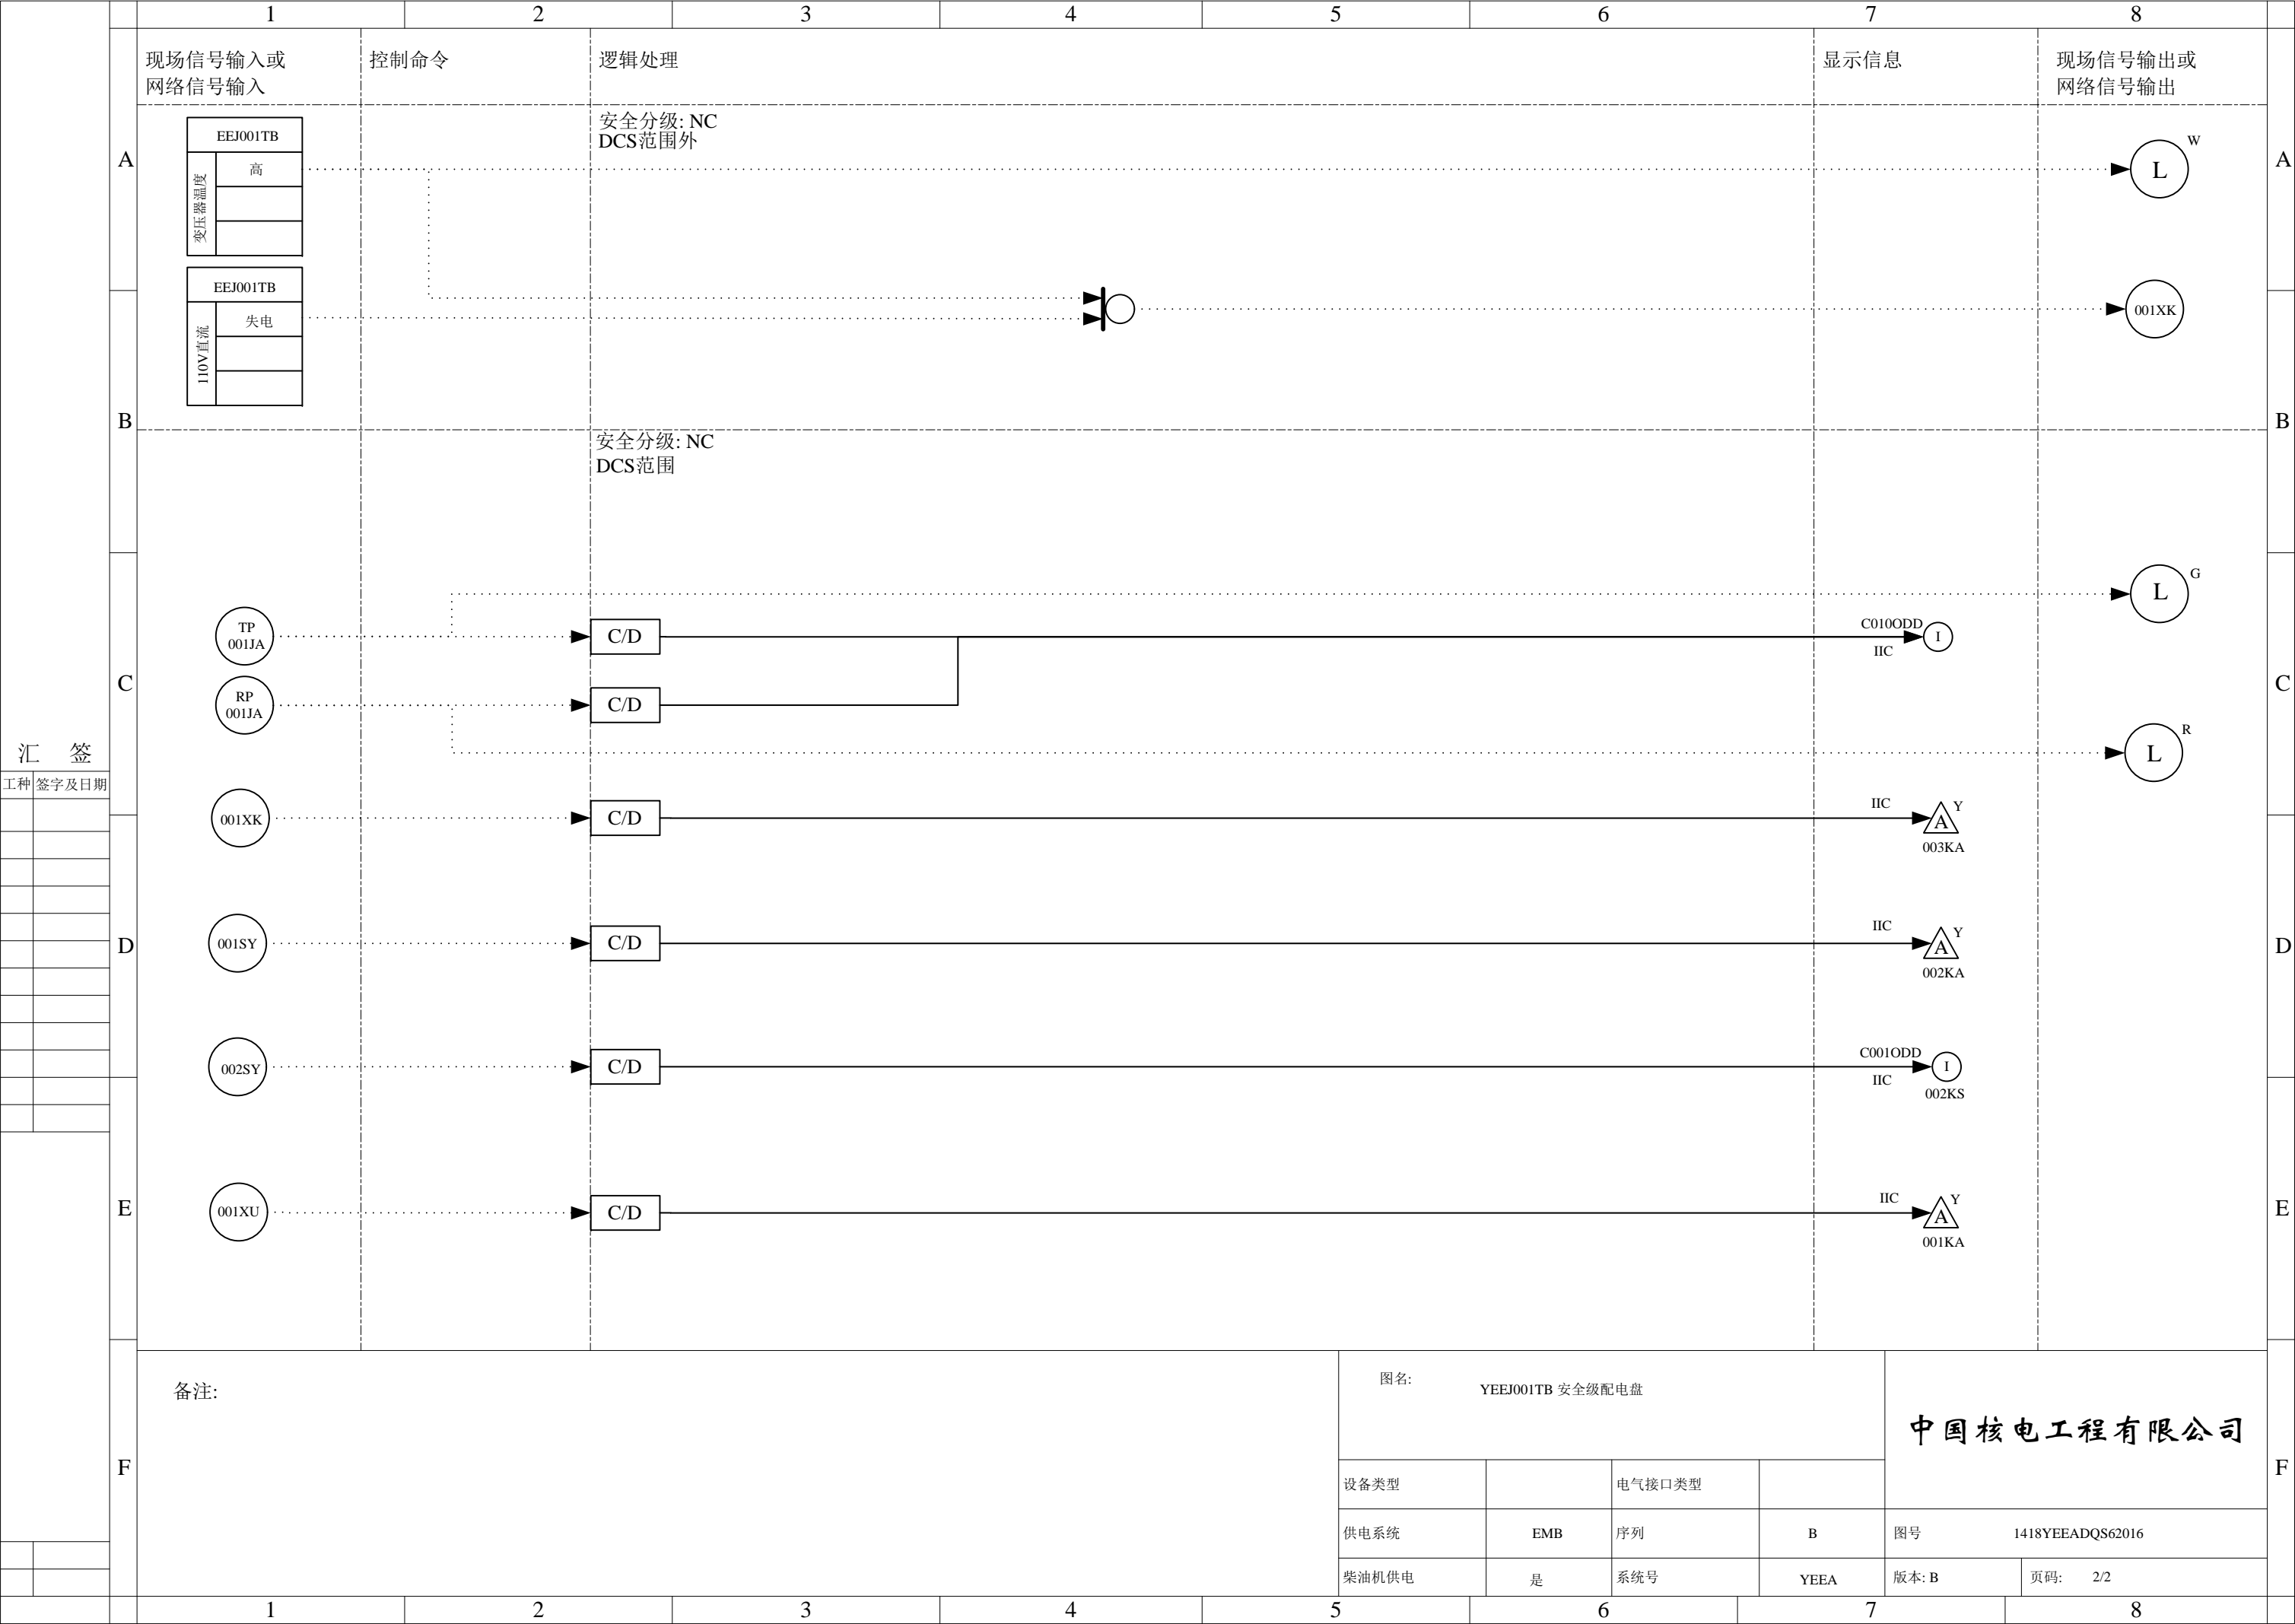 1 2 3 4 5 6 7 8
现场信号输入或
网络信号输入
控制命令
逻辑处理
显示信息
现场信号输出或
网络信号输出
安全分级: NC
DCS范围外
A
EEJ001TB
变压器温度
高
L
W
A
EEJ001TB
110V直流
失电
001XK
B
B
安全分级: NC
DCS范围
L
G
TP
001JA
C/D
C010ODD
IIC
I
C
C
RP
001JA
C/D
L
R
汇 签
工种 签字及日期
001XK
C/D
IIC
A
Y
003KA
D
D
001SY
C/D
IIC
A
Y
002KA
002SY
C/D
C001ODD
IIC
I
002KS
E
E
001XU
C/D
IIC
A
Y
001KA
备注:
图名:
YEEJ001TB 安全级配电盘
中国核电工程有限公司
F
F
设备类型
电气接口类型
供电系统 EMB 序列 B 图号 1418YEEADQS62016
柴油机供电 是 系统号 YEEA 版本: B 页码: 2/2
1 2 3 4 5 6 7 8